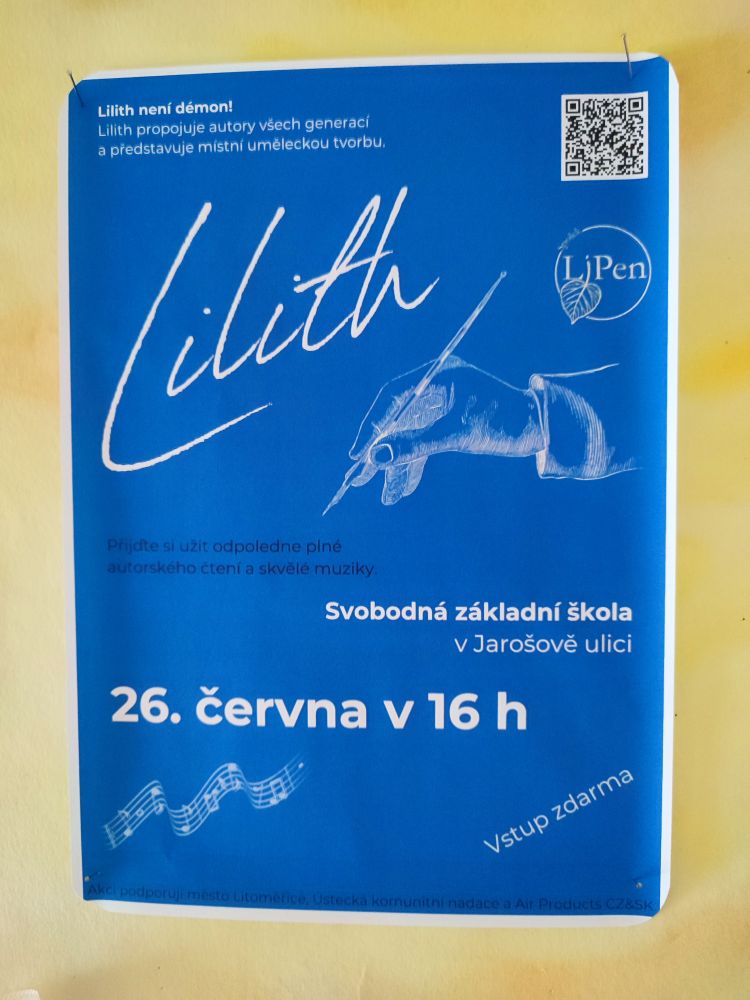 Lilith není démon!
Lilith propojuje autory všech generací
a představuje místní uměleckou tvorbu.
Lilith
LiPen
Přijďte si užít odpoledne plné
autorského čtení a skvělé muziky.
Svobodná základní škola
v Jarošově ulici
26. června v 16 h
Vstup zdarma
Akci podporují město Litoměřice, Ústecká komunitní nadace a Air Products CZ&SK